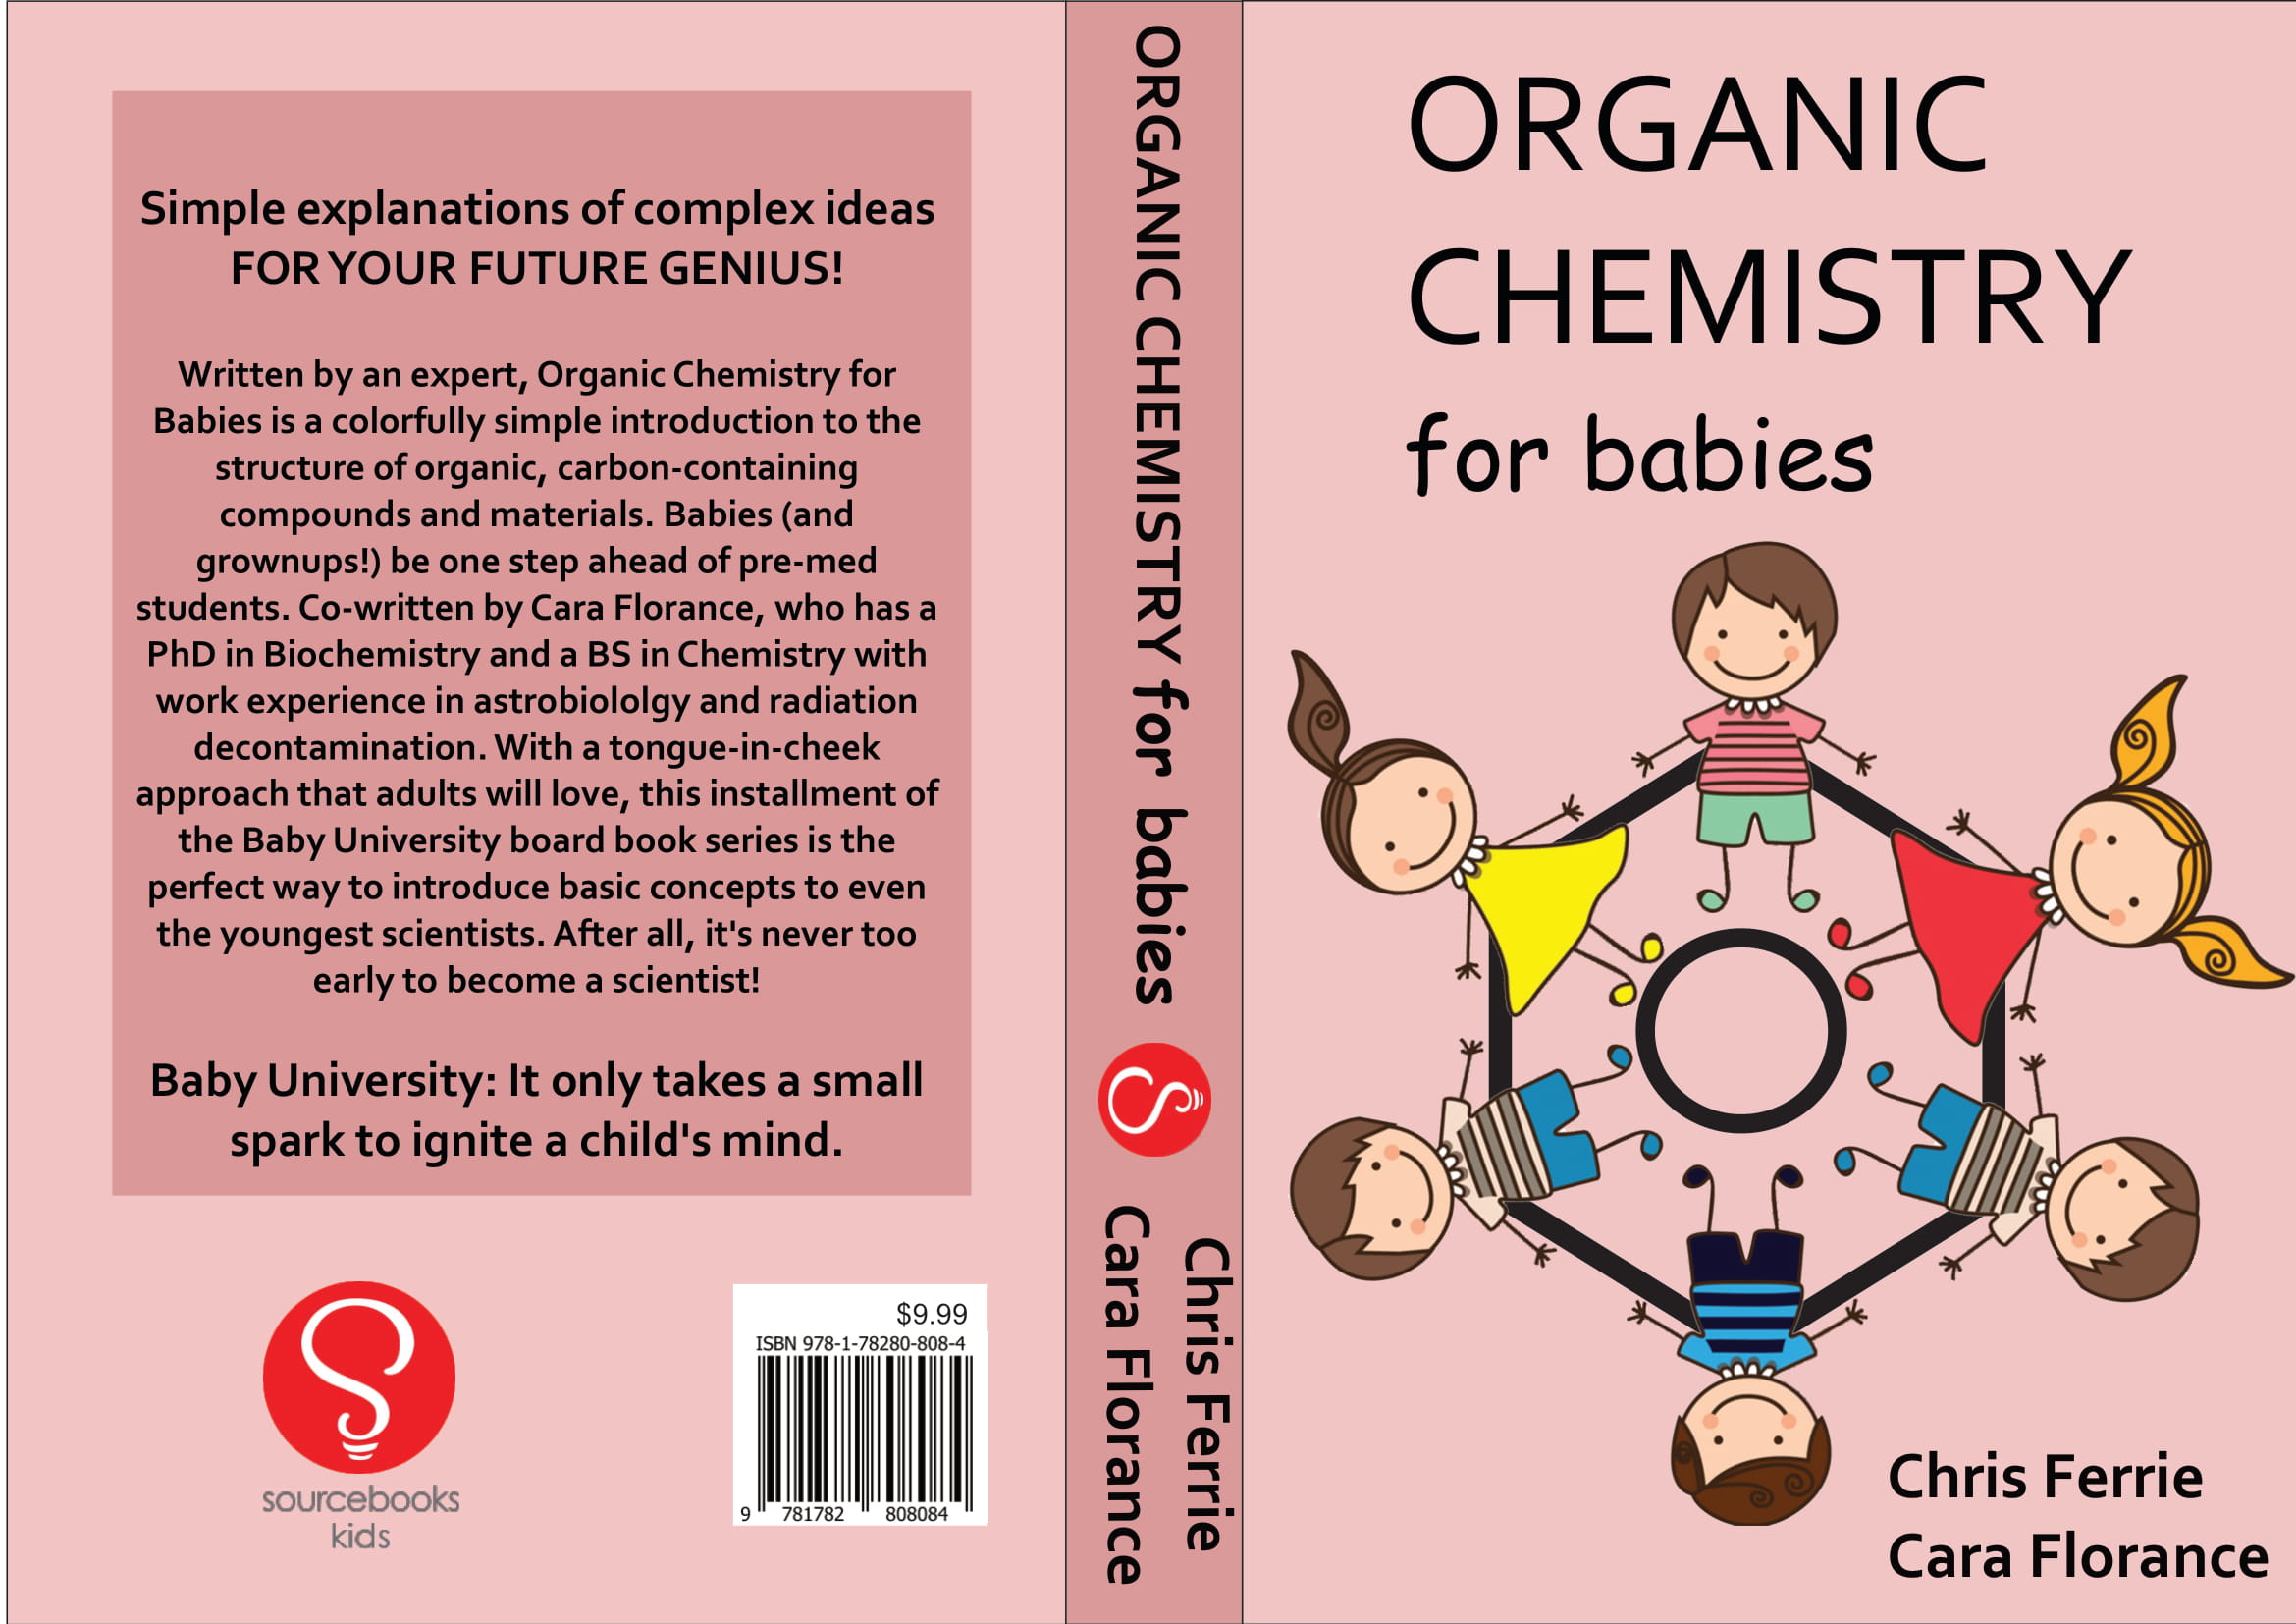 Simple explanations of complex ideas
FOR YOUR FUTURE GENIUS!
Written by an expert, Organic Chemistry for
Babies is a colorfully simple introduction to the
structure of organic, carbon-containing
compounds and materials. Babies (and
grownups!) be one step ahead of pre-med
students. Co-written by Cara Florance, who has a
PhD in Biochemistry and a BS in Chemistry with
work experience in astrobiololgy and radiation
decontamination. With a tongue-in-cheek
approach that adults will love, this installment of
the Baby University board book series is the
perfect way to introduce basic concepts to even
the youngest scientists. After all, it's never too
early to become a scientist!
Baby University: It only takes a small
spark to ignite a child's mind.
sourcebooks
kids
$9.99
ISBN 978-1-78280-808-4
9 781782 808084
ORGANIC CHEMISTRY for babies
Chris Ferrie
Cara Florance
ORGANIC
CHEMISTRY
for babies
Chris Ferrie
Cara Florance